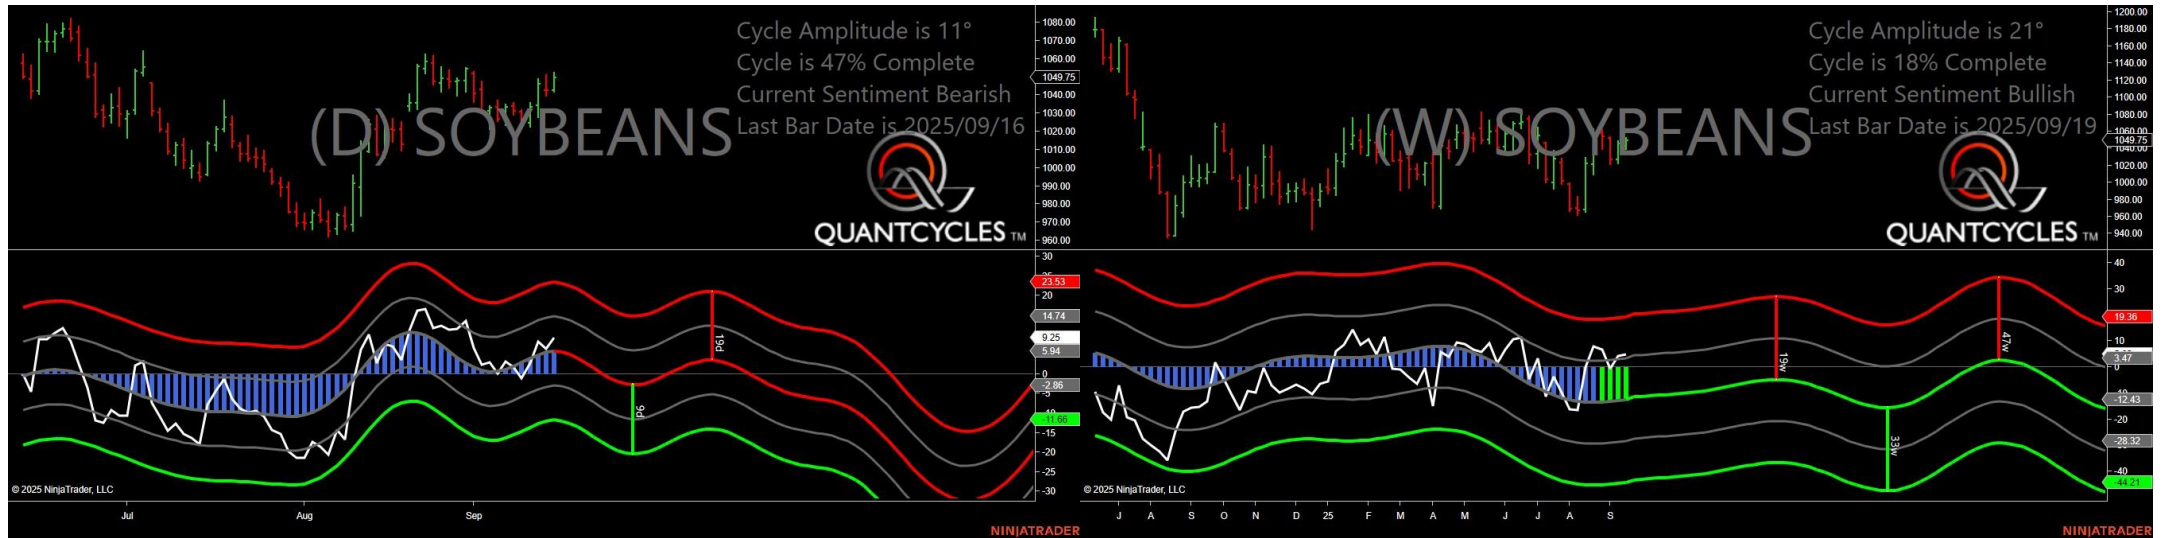 Cycle Amplitude is 11°
Cycle is 47% Complete
Current Sentiment Bearish
Last Bar Date is 2025/09/16
(D) SOYBEANS
QUANTCYCLES TM
1080.00
1070.00
1060.00
1049.75
1040.00
1030.00
1020.00
1010.00
1000.00
990.00
980.00
970.00
960.00
30
23.53
20
14.74
9.25
5.94
0
-2.86
-5
-11.66
-15
-20
-25
-30
19d
9d
© 2025 NinjaTrader, LLC
Jul Aug Sep
NINJATRADER
Cycle Amplitude is 21°
Cycle is 18% Complete
Current Sentiment Bullish
Last Bar Date is 2025/09/19
(W) SOYBEANS
QUANTCYCLES TM
1200.00
1180.00
1160.00
1140.00
1120.00
1100.00
1080.00
1060.00
1049.75
1040.00
1020.00
1000.00
980.00
960.00
940.00
40
30
19.36
10
3.47
0
-12.43
-20
-28.32
-40
-44.21
19w
33w
47w
© 2025 NinjaTrader, LLC
J A S O N D 25 F M A M J J A S
NINJATRADER